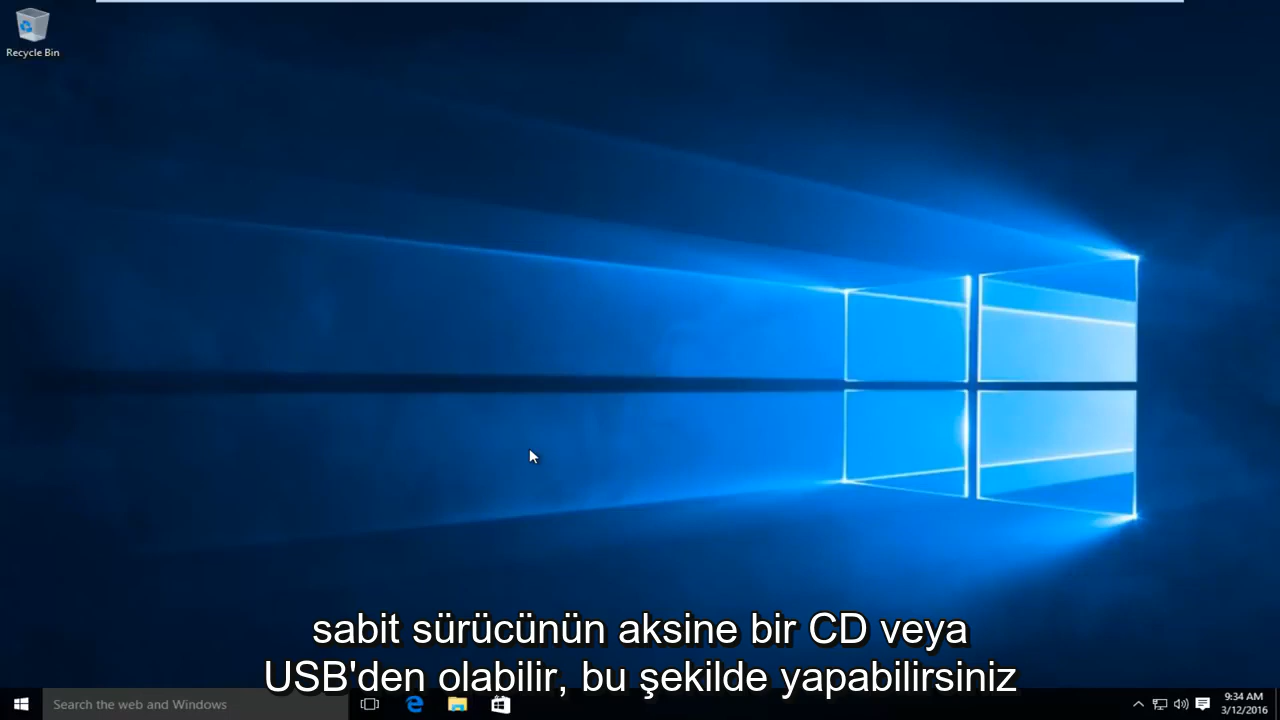 Recycle Bin
sabit sürücünün aksine bir CD veya
USB'den olabilir, bu şekilde yapabilirsiniz
Search the web and Windows
9:34 AM
3/12/2016